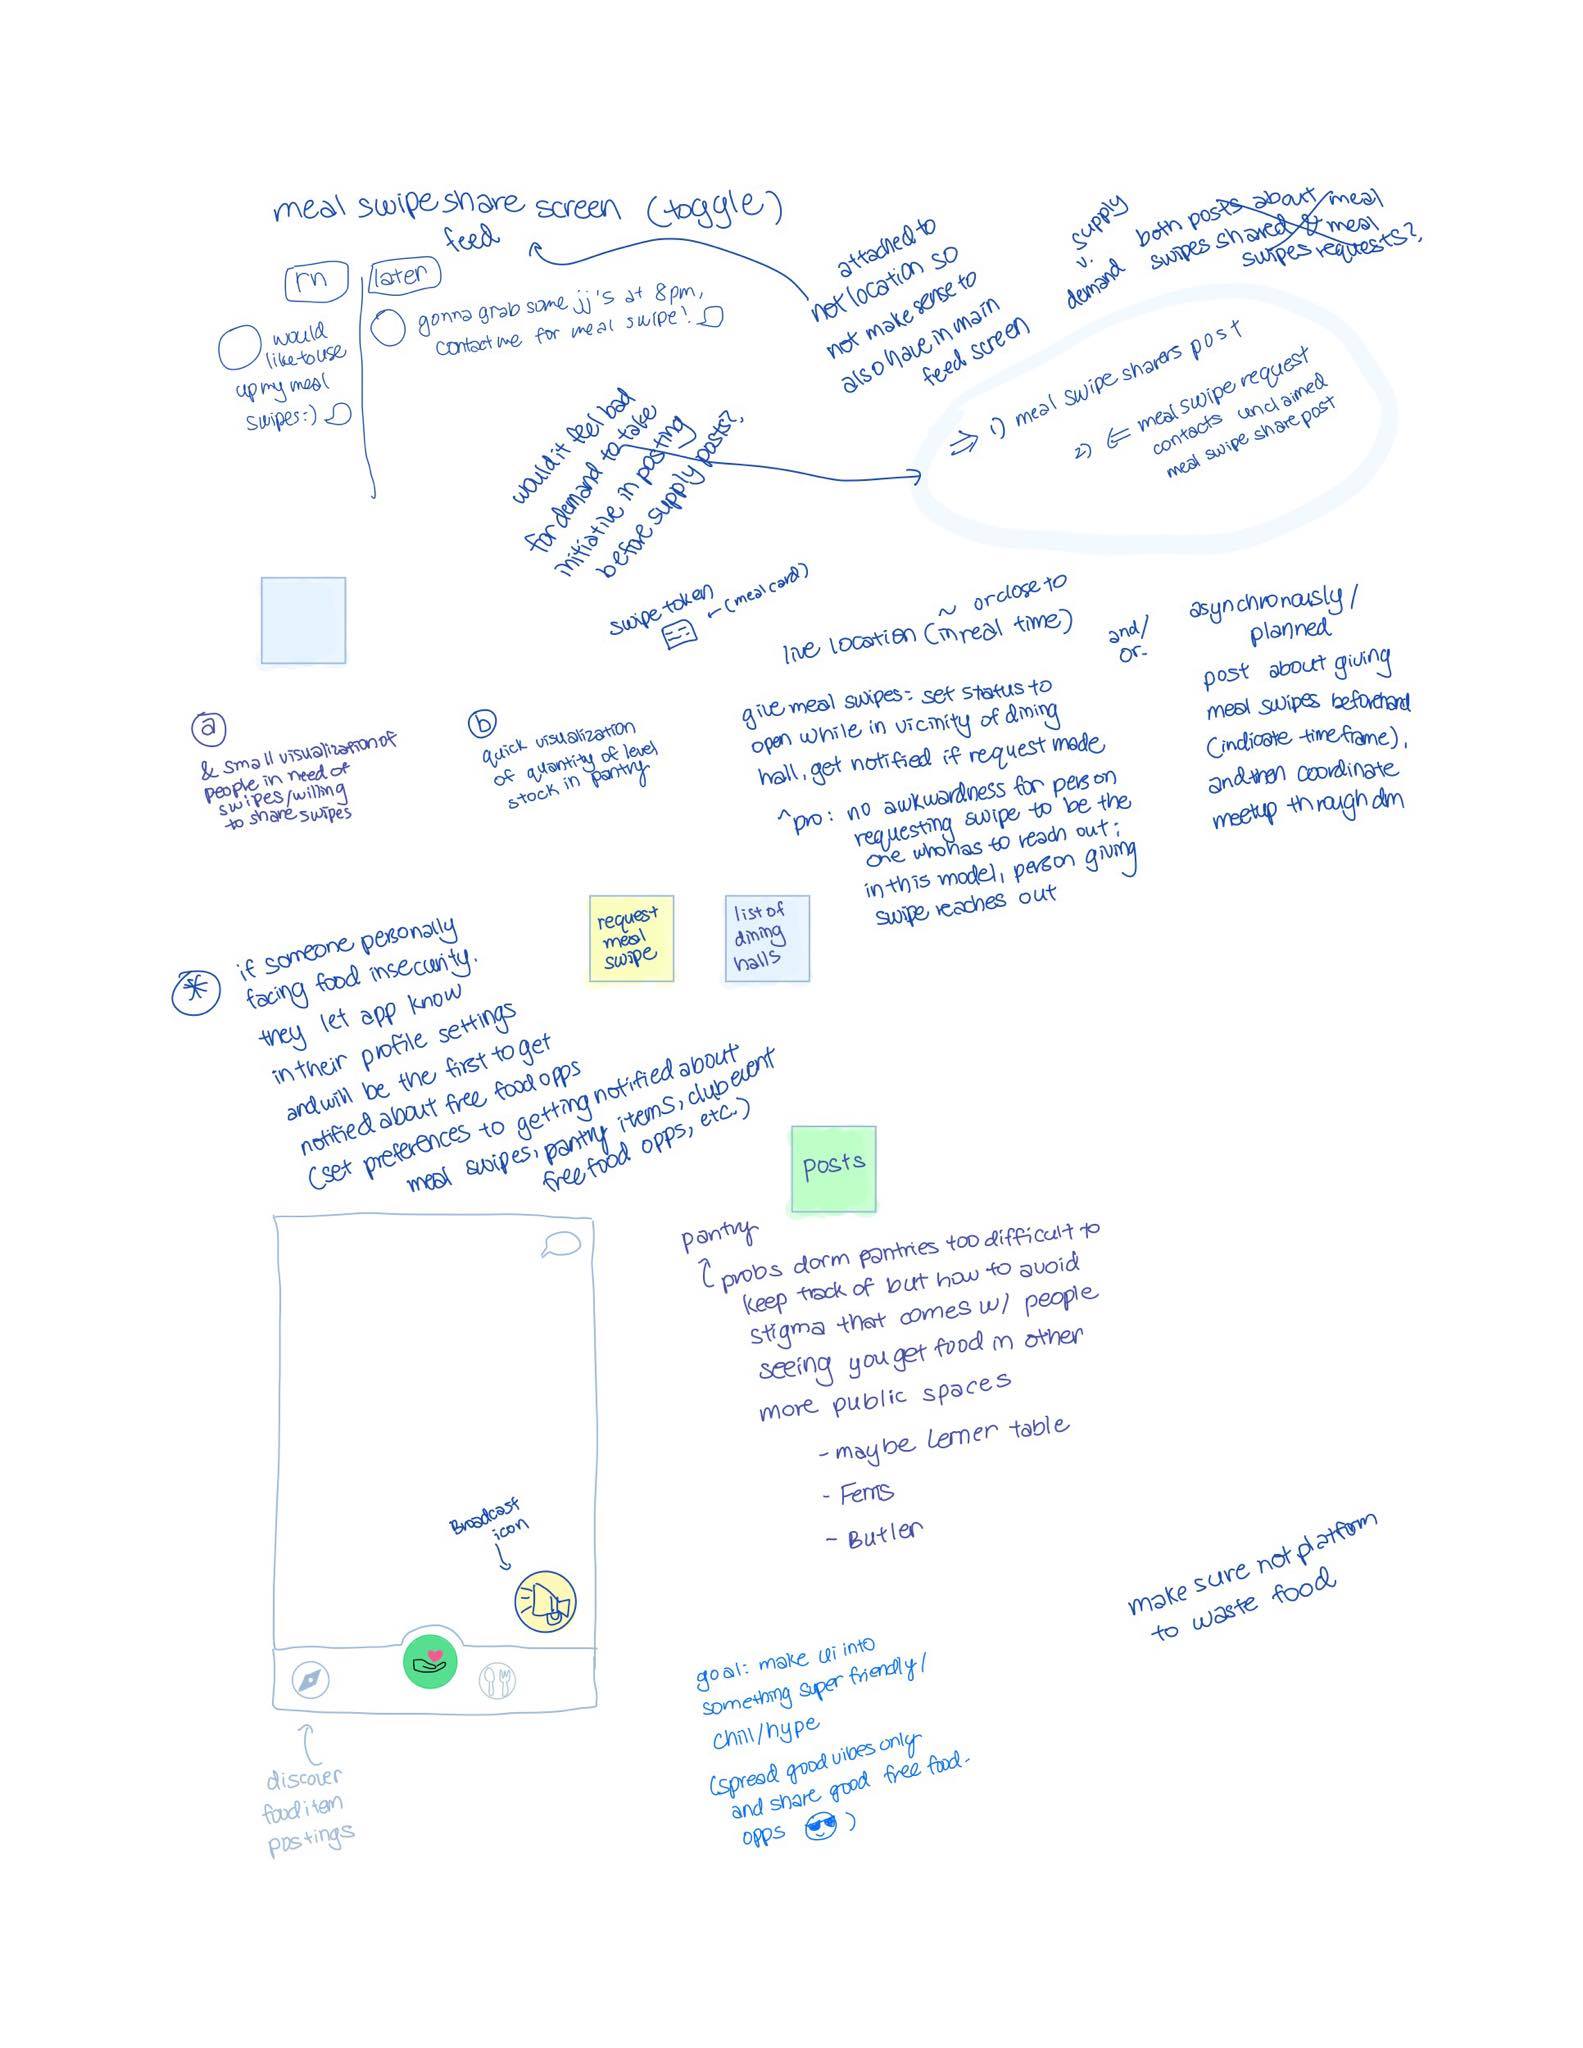 meal swipe share screen (toggle)
feed
rn
later
would
like to use
up my meal
swipes:)
gonna grab some jj's at 8pm,
contact me for meal swipe!
attached to
not location so
not make sense to
also have in main
feed screen
supply
v.
demand
both posts about meal
swipes shared & meal
swipes requests?
⇒ 1) meal swipe sharers post
2) ⇐ meal swipe request
contacts unclaimed
meal swipe share post
would it feel bad
for demand to take
initiative in posting
before supply posts?
swipe token
← (meal card)
~ or close to
live location (in real time)
and/
or
asynchronously/
planned
give meal swipes: set status to
open while in vicinity of dining
hall, get notified if request made
^ pro: no awkwardness for person
requesting swipe to be the
one who has to reach out;
in this model, person giving
swipe reaches out
post about giving
meal swipes beforehand
(indicate timeframe),
and then coordinate
meetup through dm
a
& small visualization of
people in need of
swipes/willing
to share swipes
b
quick visualization
of quantity of level
stock in pantry
request
meal
swipe
list of
dining
halls
* if someone personally
facing food insecurity.
they let app know
in their profile settings
and will be the first to get
notified about free food opps
(set preferences to getting notified about
meal swipes, pantry items, club event
free food opps, etc.)
posts
pantry
probs dorm pantries too difficult to
keep track of but how to avoid
stigma that comes w/ people
seeing you get food in other
more public spaces
- maybe Lerner table
- Ferris
- Butler
Broadcast
icon
make sure not platform
to waste food
goal: make ui into
something super friendly/
chill/hype
(spread good vibes only
and share good free food
opps 😎)
discover
food item
postings